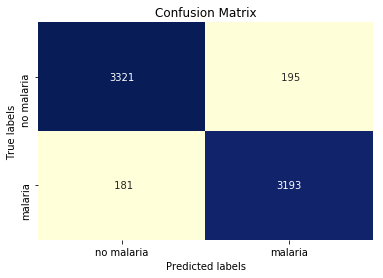 Confusion Matrix
True labels
no malaria
3321
195
malaria
181
3193
no malaria
malaria
Predicted labels